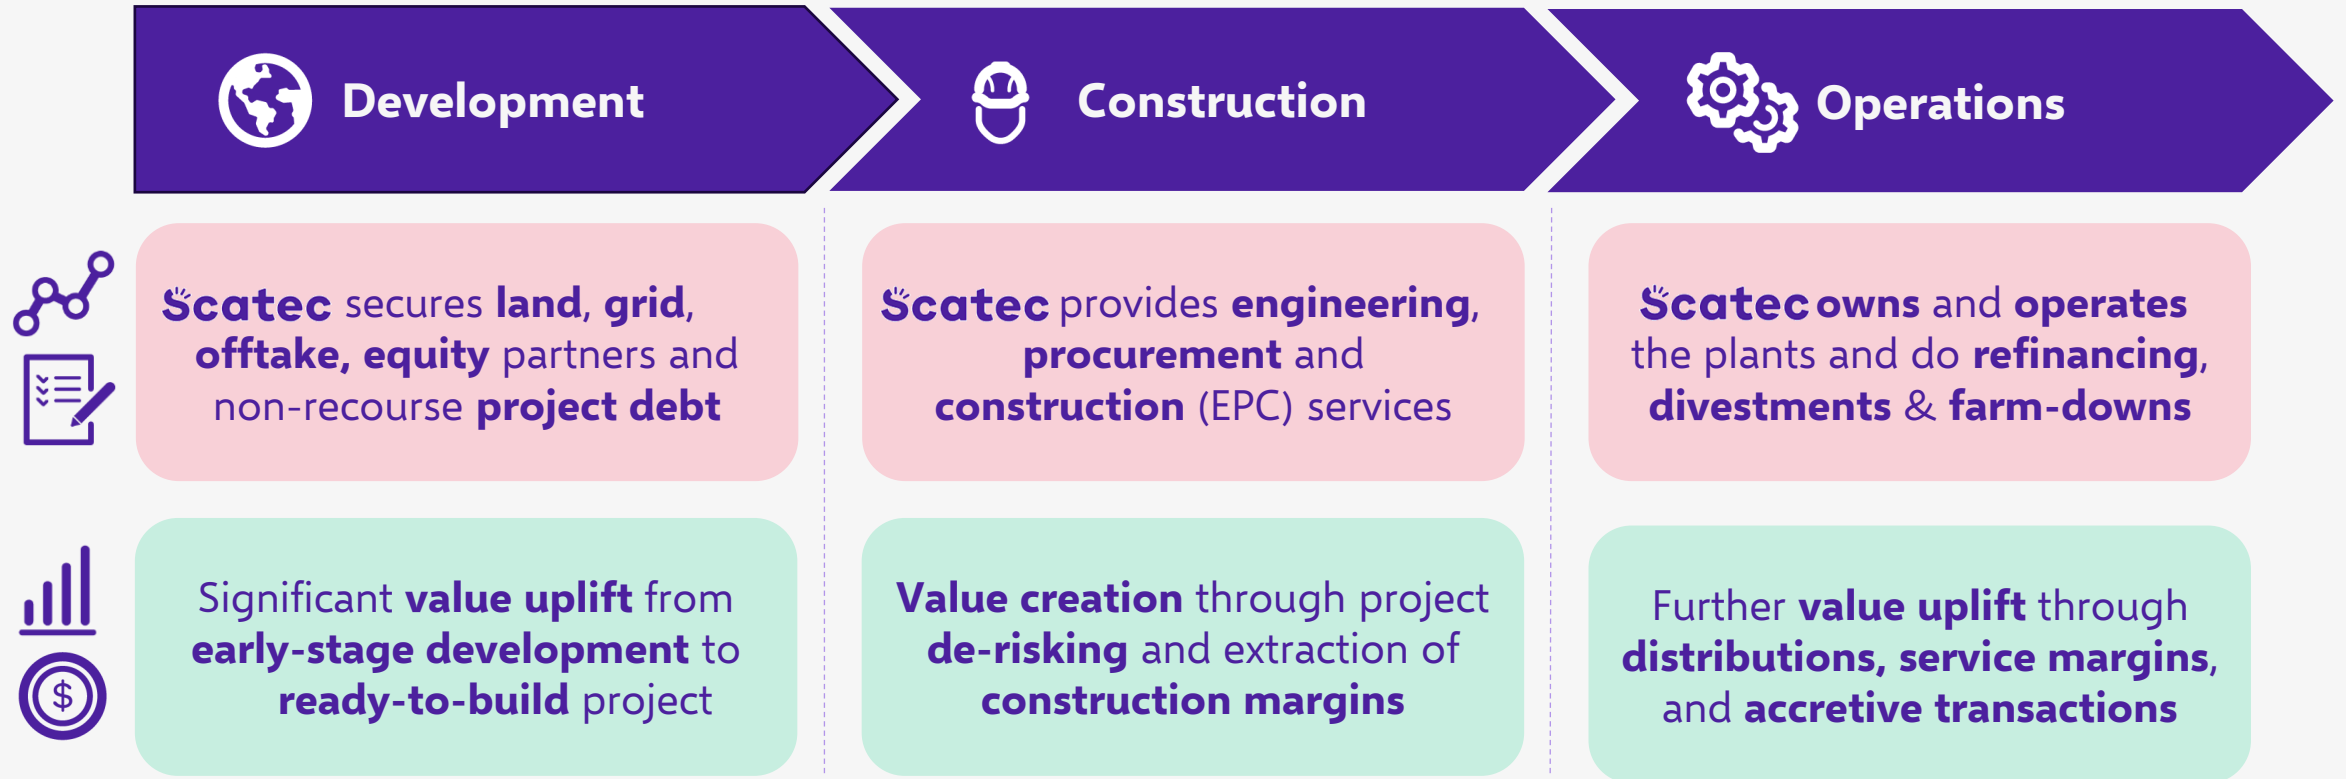 Development
Construction
Operations
Scatec secures land, grid,
offtake, equity partners and
non-recourse project debt
Scatec provides engineering,
procurement and
construction (EPC) services
Scatec owns and operates
the plants and do refinancing,
divestments & farm-downs
$
Significant value uplift from
early-stage development to
ready-to-build project
Value creation through project
de-risking and extraction of
construction margins
Further value uplift through
distributions, service margins,
and accretive transactions